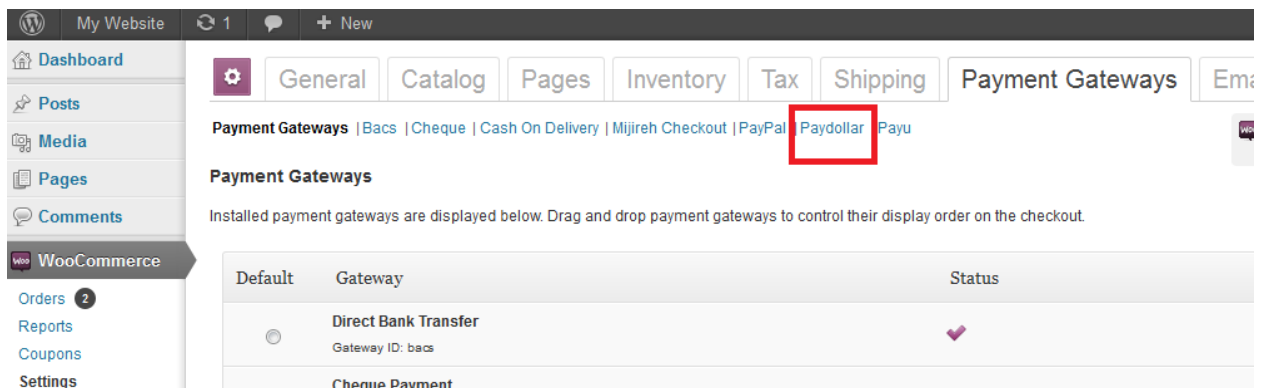 My Website 1 + New
Dashboard
Posts
Media
Pages
Comments
WooCommerce
Orders 2
Reports
Coupons
Settings
General Catalog Pages Inventory Tax Shipping Payment Gateways Ema
Payment Gateways | Bacs | Cheque | Cash On Delivery | Mijireh Checkout | PayPal | Paydollar | Payu
Payment Gateways
Installed payment gateways are displayed below. Drag and drop payment gateways to control their display order on the checkout.
Default Gateway Status
Direct Bank Transfer
Gateway ID: bacs
Cheque Payment